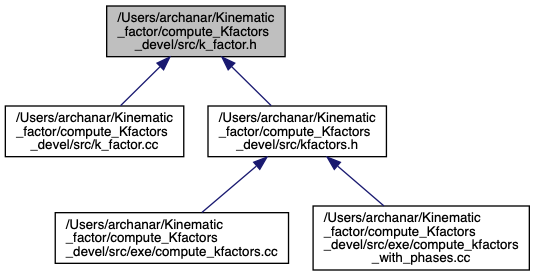 /Users/archanar/Kinematic
_factor/compute_Kfactors
_devel/src/k_factor.h
/Users/archanar/Kinematic
_factor/compute_Kfactors
_devel/src/k_factor.cc
/Users/archanar/Kinematic
_factor/compute_Kfactors
_devel/src/kfactors.h
/Users/archanar/Kinematic
_factor/compute_Kfactors
_devel/src/exe/compute_kfactors.cc
/Users/archanar/Kinematic
_factor/compute_Kfactors
_devel/src/exe/compute_kfactors
_with_phases.cc